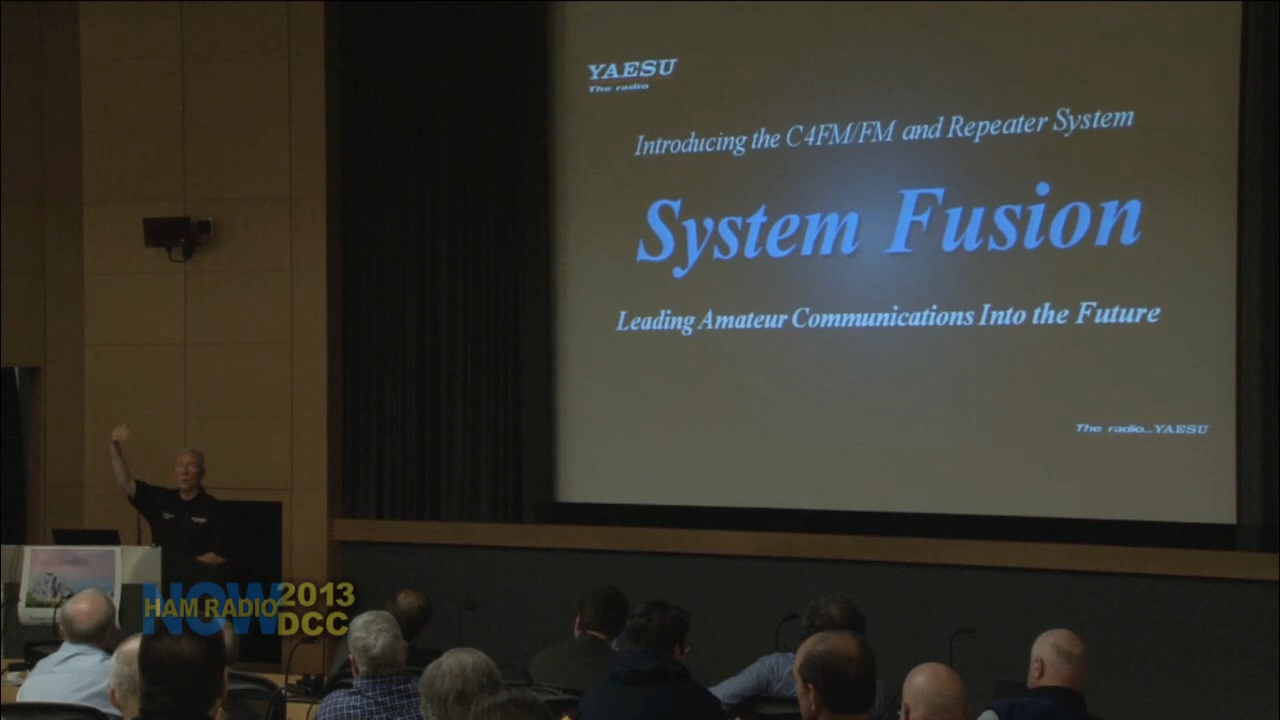 YAESU
The radio
Introducing the C4FM/FM and Repeater System
System Fusion
Leading Amateur Communications Into the Future
The radio...YAESU
HAM RADIO NOW 2013 DCC